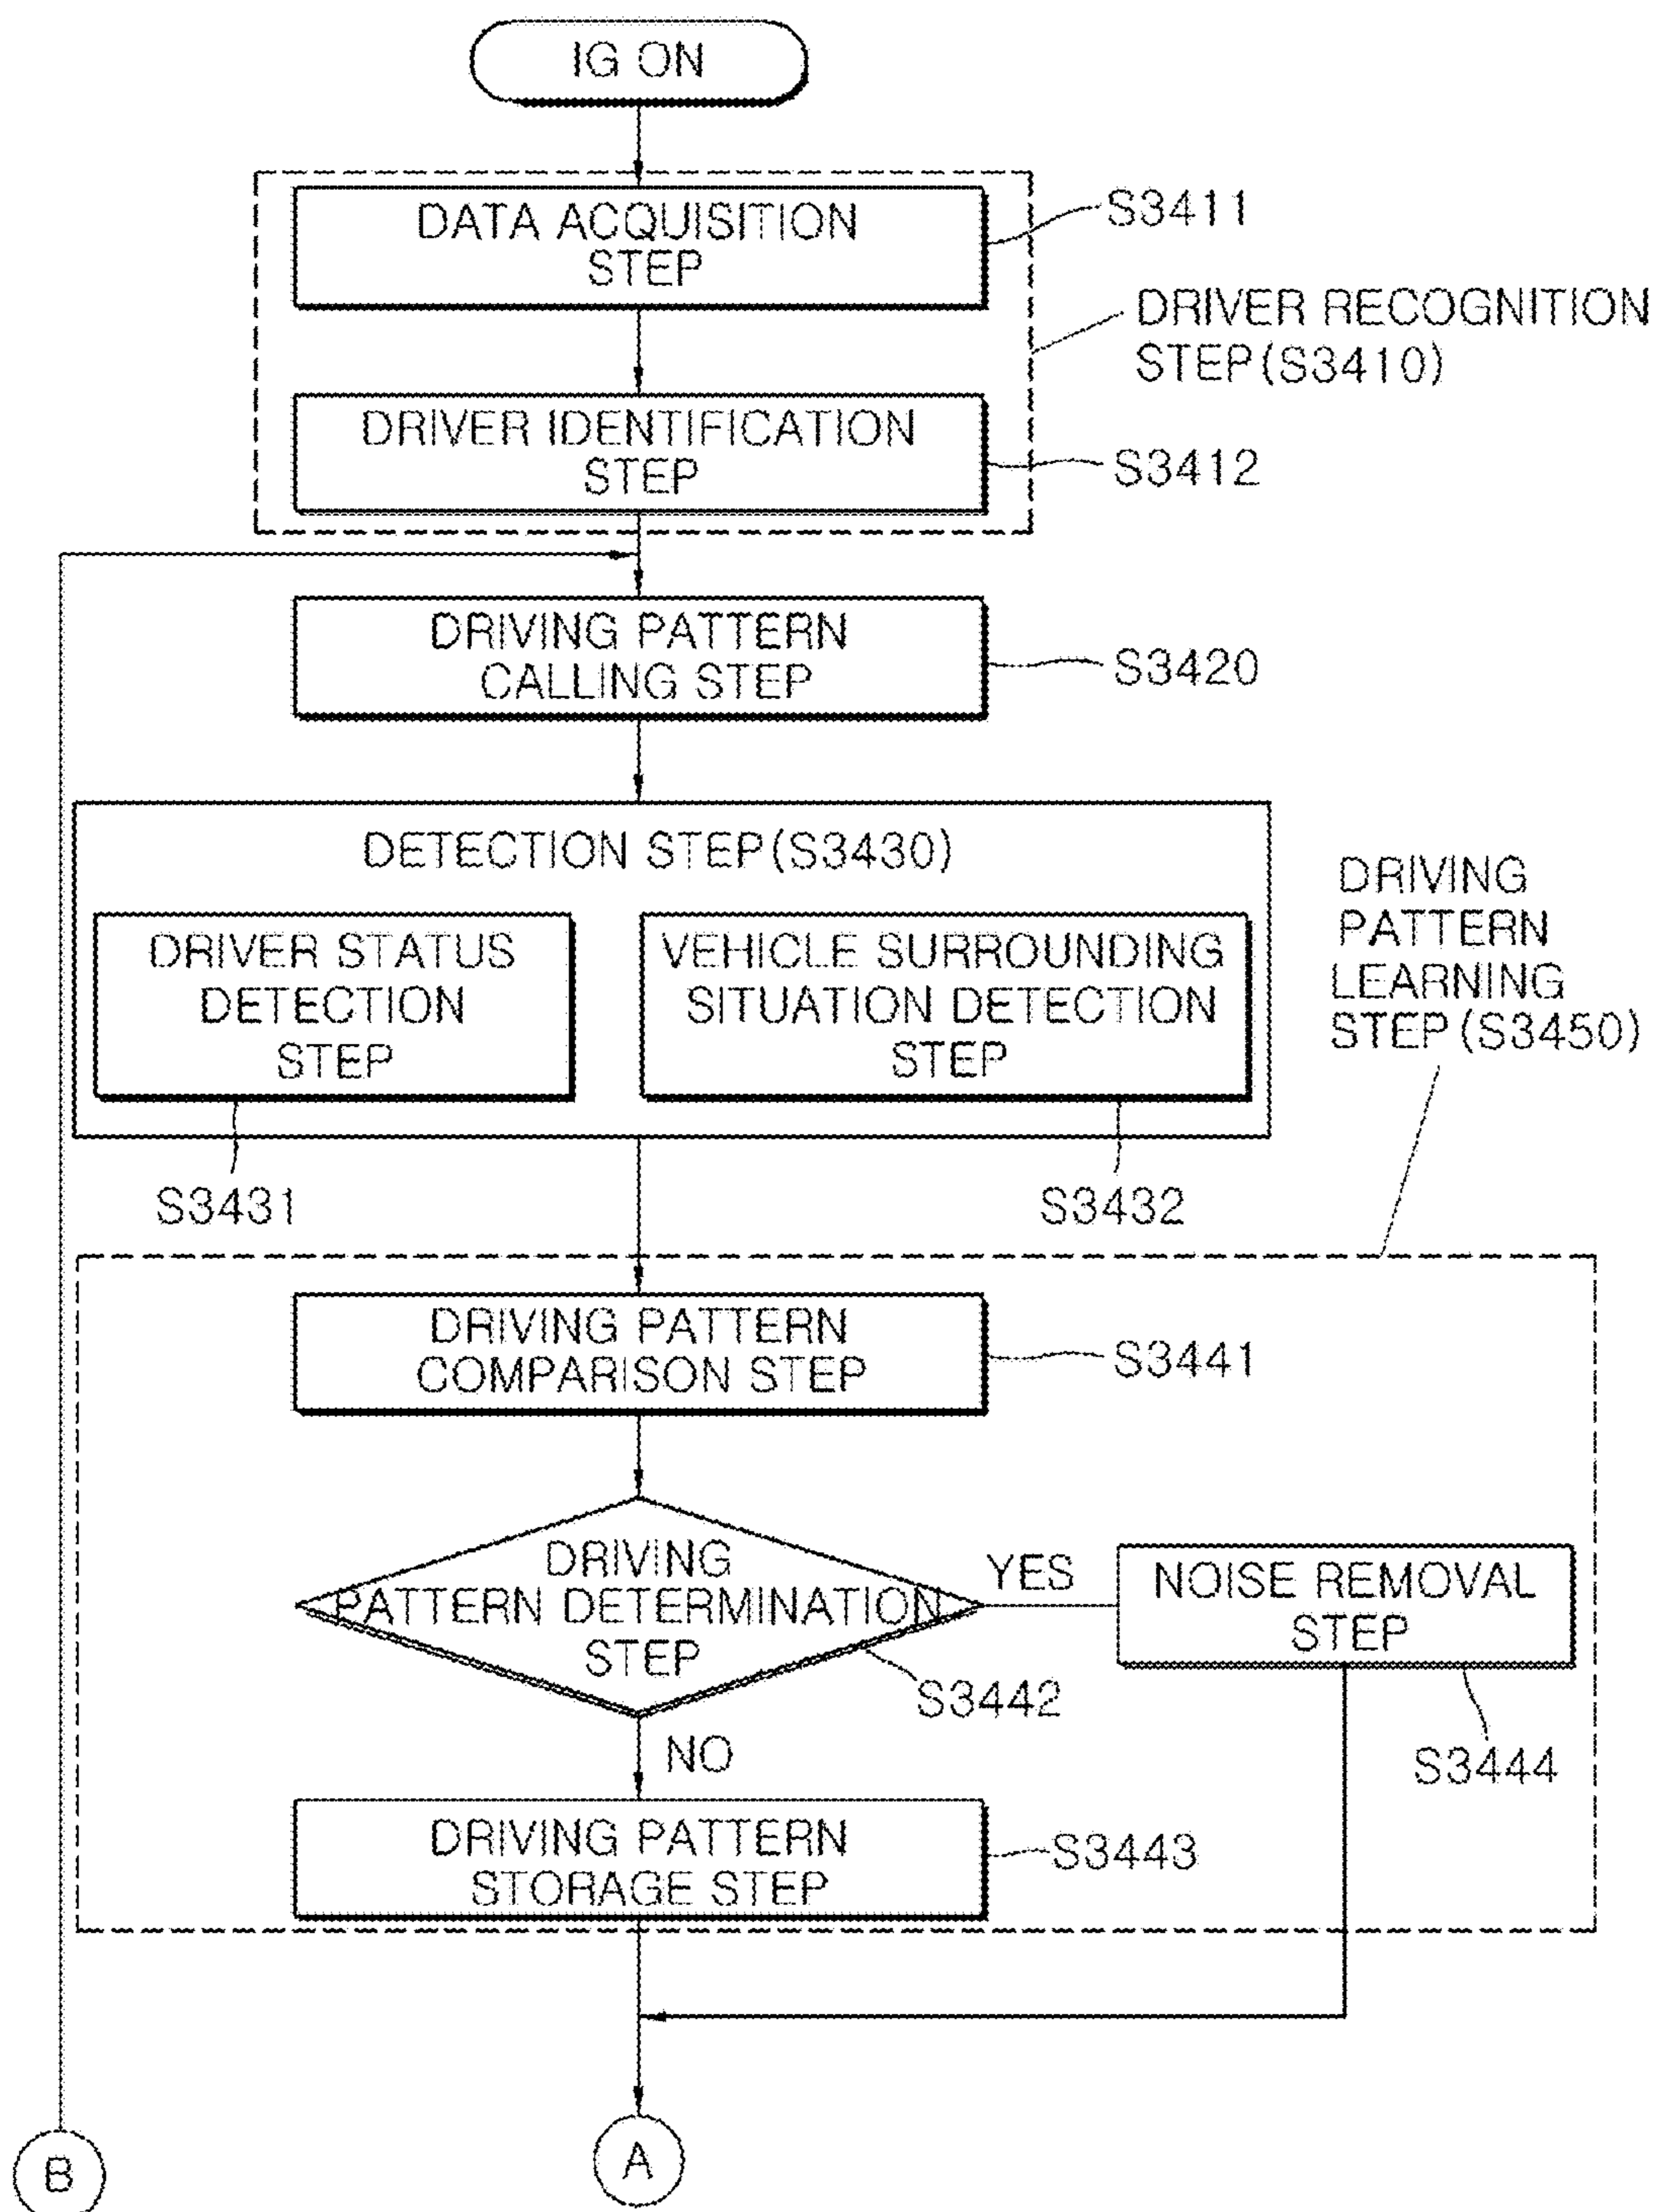 IG ON
DATA ACQUISITION
STEP
S3411
DRIVER RECOGNITION
STEP(S3410)
DRIVER IDENTIFICATION
STEP
S3412
DRIVING PATTERN
CALLING STEP
S3420
DETECTION STEP(S3430)
DRIVER STATUS
DETECTION
STEP
VEHICLE SURROUNDING
SITUATION DETECTION
STEP
S3431
S3432
DRIVING
PATTERN
LEARNING
STEP(S3450)
DRIVING PATTERN
COMPARISON STEP
S3441
DRIVING
PATTERN DETERMINATION
STEP
S3442
YES
NOISE REMOVAL
STEP
S3444
NO
DRIVING PATTERN
STORAGE STEP
S3443
B
A